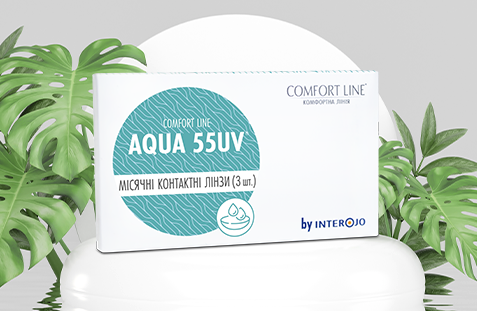 COMFORT LINE
AQUA 55UV®
МІСЯЧНІ КОНТАКТНІ ЛІНЗИ (3 шт.)
COMFORT LINE®
КОМФОРТНА ЛІНІЯ
by INTEROJO